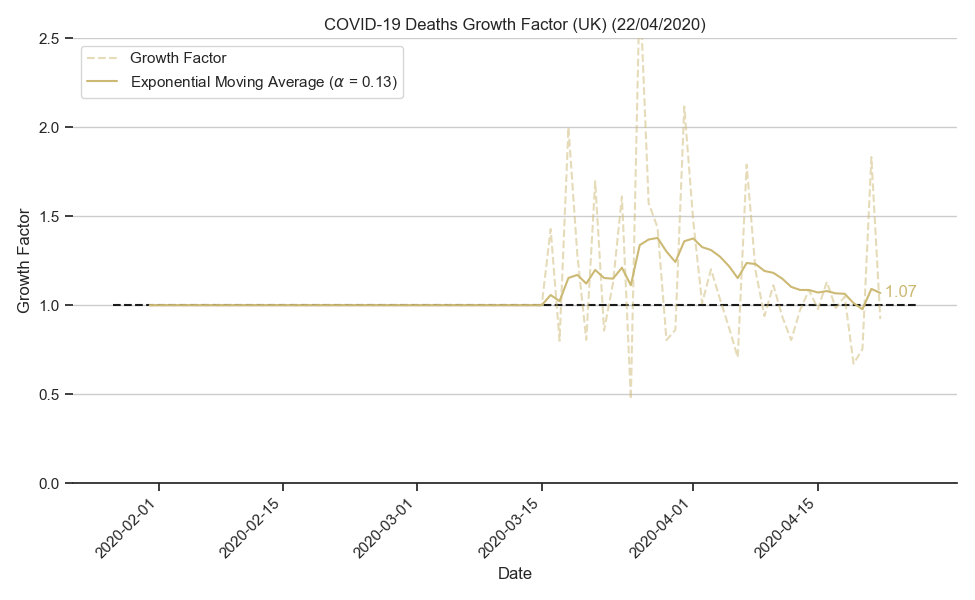 COVID-19 Deaths Growth Factor (UK) (22/04/2020)
Growth Factor
Exponential Moving Average (α = 0.13)
2.5
2.0
1.5
1.0
0.5
0.0
Growth Factor
1.07
2020-02-01
2020-02-15
2020-03-01
2020-03-15
2020-04-01
2020-04-15
Date